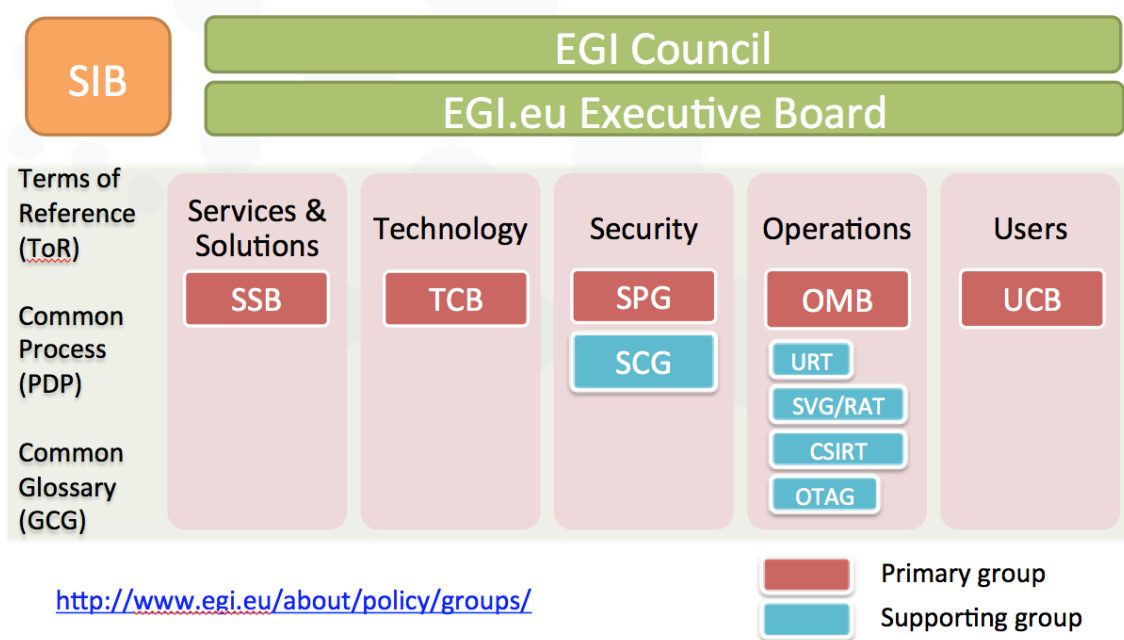 SIB
EGI Council
EGI.eu Executive Board
Terms of
Reference
(ToR)
Common
Process
(PDP)
Common
Glossary
(GCG)
Services &
Solutions
SSB
Technology
TCB
Security
SPG
SCG
Operations
OMB
URT
SVG/RAT
CSIRT
OTAG
Users
UCB
http://www.egi.eu/about/policy/groups/
Primary group
Supporting group